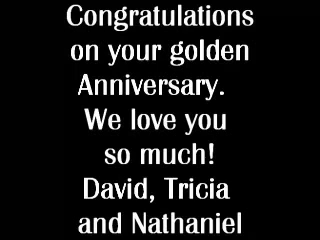 Congratulations
on your golden
Anniversary.
We love you
so much!
David, Tricia
and Nathaniel